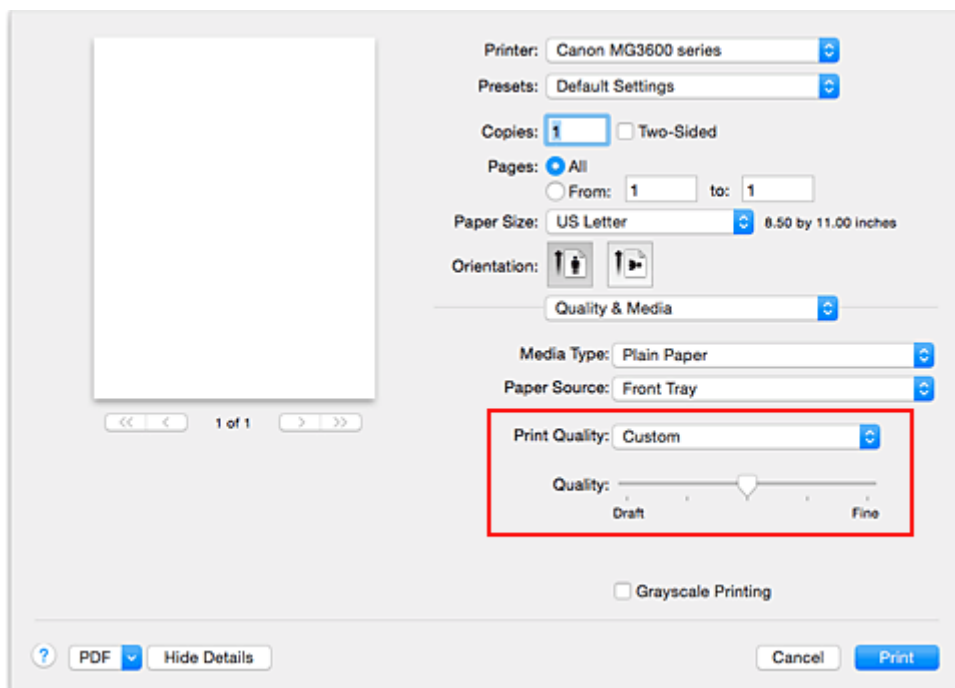 Printer: Canon MG3600 series
Presets: Default Settings
Copies: 1 Two-Sided
Pages: All
From: 1 to: 1
Paper Size: US Letter 8.50 by 11.00 inches
Orientation:
Quality & Media
Media Type: Plain Paper
Paper Source: Front Tray
<< < 1 of 1 > >>
Print Quality: Custom
Quality:
Draft Fine
Grayscale Printing
? PDF Hide Details Cancel Print